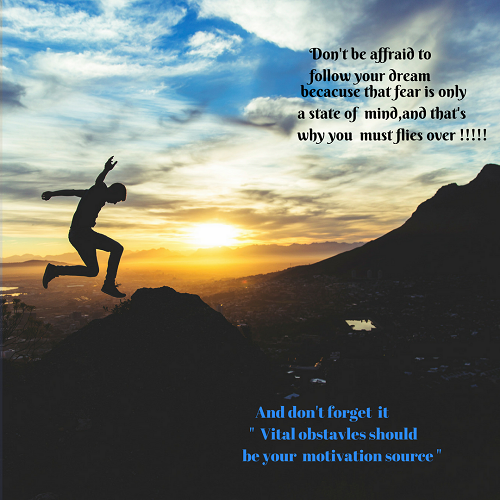 Don't be affraid to
follow your dream
becacuse that fear is only
a state of mind,and that's
why you must flies over !!!!!
And don't forget it
" Vital obstavles should
be your motivation source "